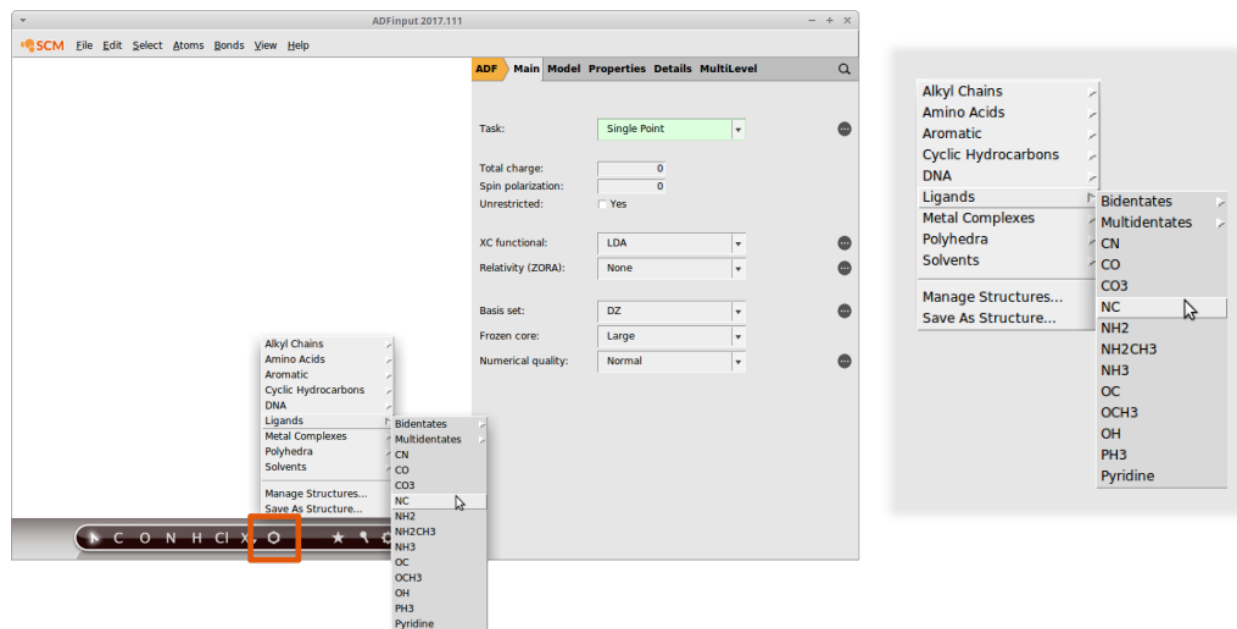 ADFinput 2017.111
SCM File Edit Select Atoms Bonds View Help
ADF Main Model Properties Details MultiLevel
Task: Single Point
Total charge: 0
Spin polarization: 0
Unrestricted: Yes
XC functional: LDA
Relativity (ZORA): None
Basis set: DZ
Frozen core: Large
Numerical quality: Normal
Alkyl Chains
Amino Acids
Aromatic
Cyclic Hydrocarbons
DNA
Ligands
Metal Complexes
Polyhedra
Solvents
Manage Structures...
Save As Structure...
Bidentates
Multidentates
CN
CO
CO3
NC
NH2
NH2CH3
NH3
OC
OCH3
OH
PH3
Pyridine
C O N H Cl X
Alkyl Chains
Amino Acids
Aromatic
Cyclic Hydrocarbons
DNA
Ligands
Metal Complexes
Polyhedra
Solvents
Manage Structures...
Save As Structure...
Bidentates
Multidentates
CN
CO
CO3
NC
NH2
NH2CH3
NH3
OC
OCH3
OH
PH3
Pyridine